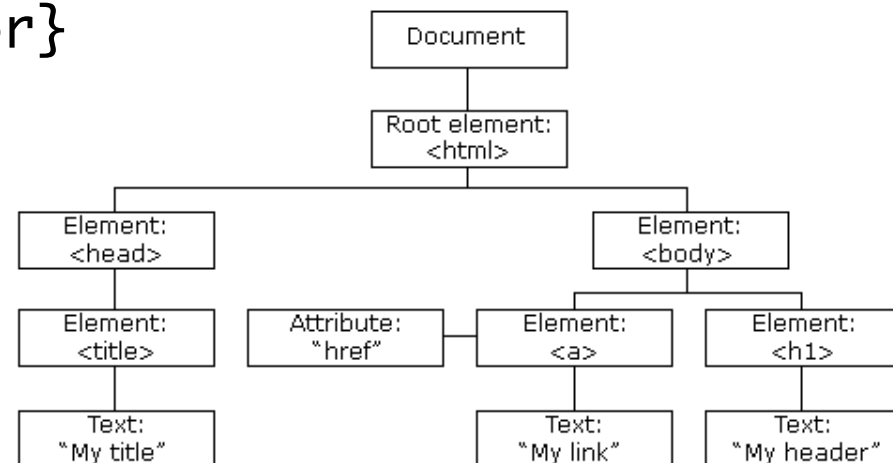 r}
Document
Root element:
<html>
Element:
<head>
Element:
<body>
Element:
<title>
Attribute:
“href”
Element:
<a>
Element:
<h1>
Text:
“My title”
Text:
“My link”
Text:
“My header”